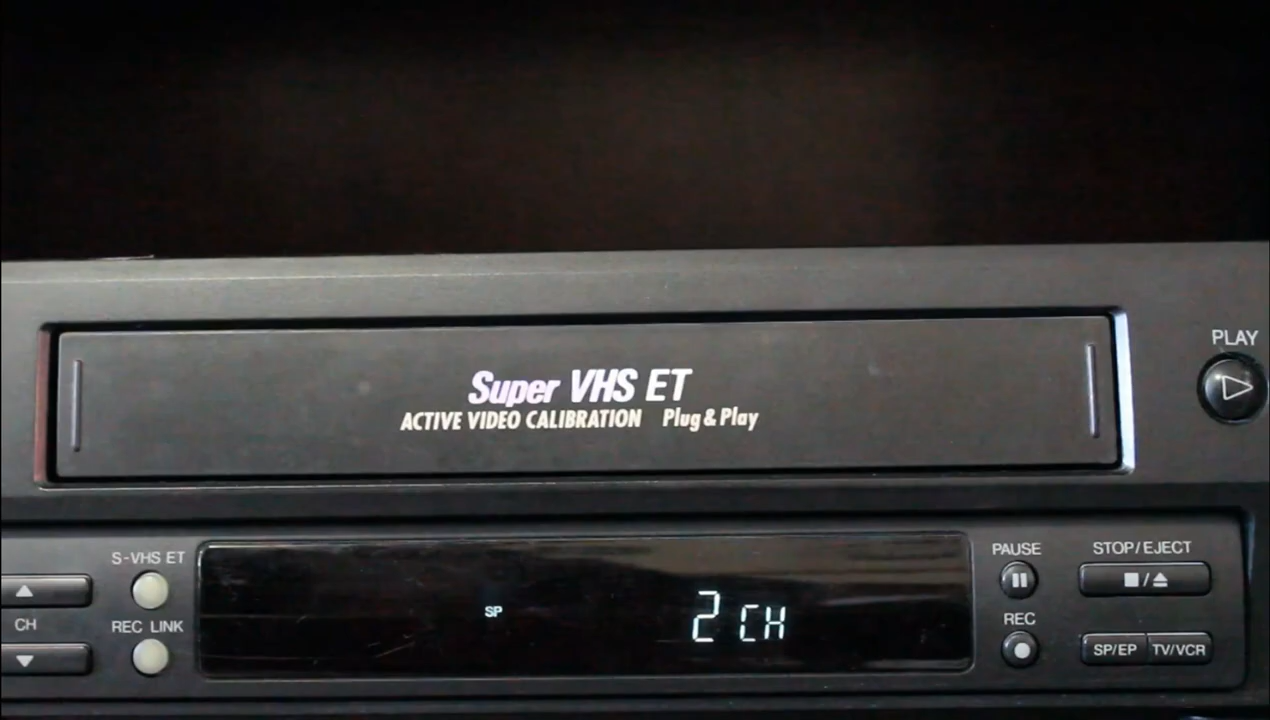 Super VHS ET
ACTIVE VIDEO CALIBRATION Plug & Play
PLAY
S-VHS ET
CH
REC LINK
SP
2 CH
PAUSE
REC
STOP/EJECT
SP/EP
TV/VCR